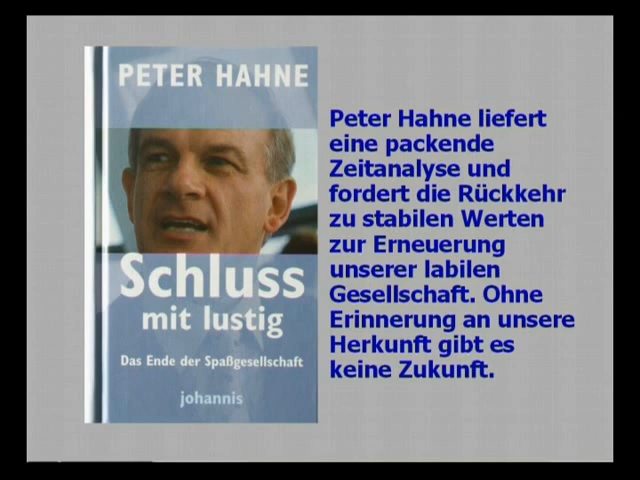 PETER HAHNE
Schluss
mit lustig
Das Ende der Spaßgesellschaft
johannis
Peter Hahne liefert
eine packende
Zeitanalyse und
fordert die Rückkehr
zu stabilen Werten
zur Erneuerung
unserer labilen
Gesellschaft. Ohne
Erinnerung an unsere
Herkunft gibt es
keine Zukunft.